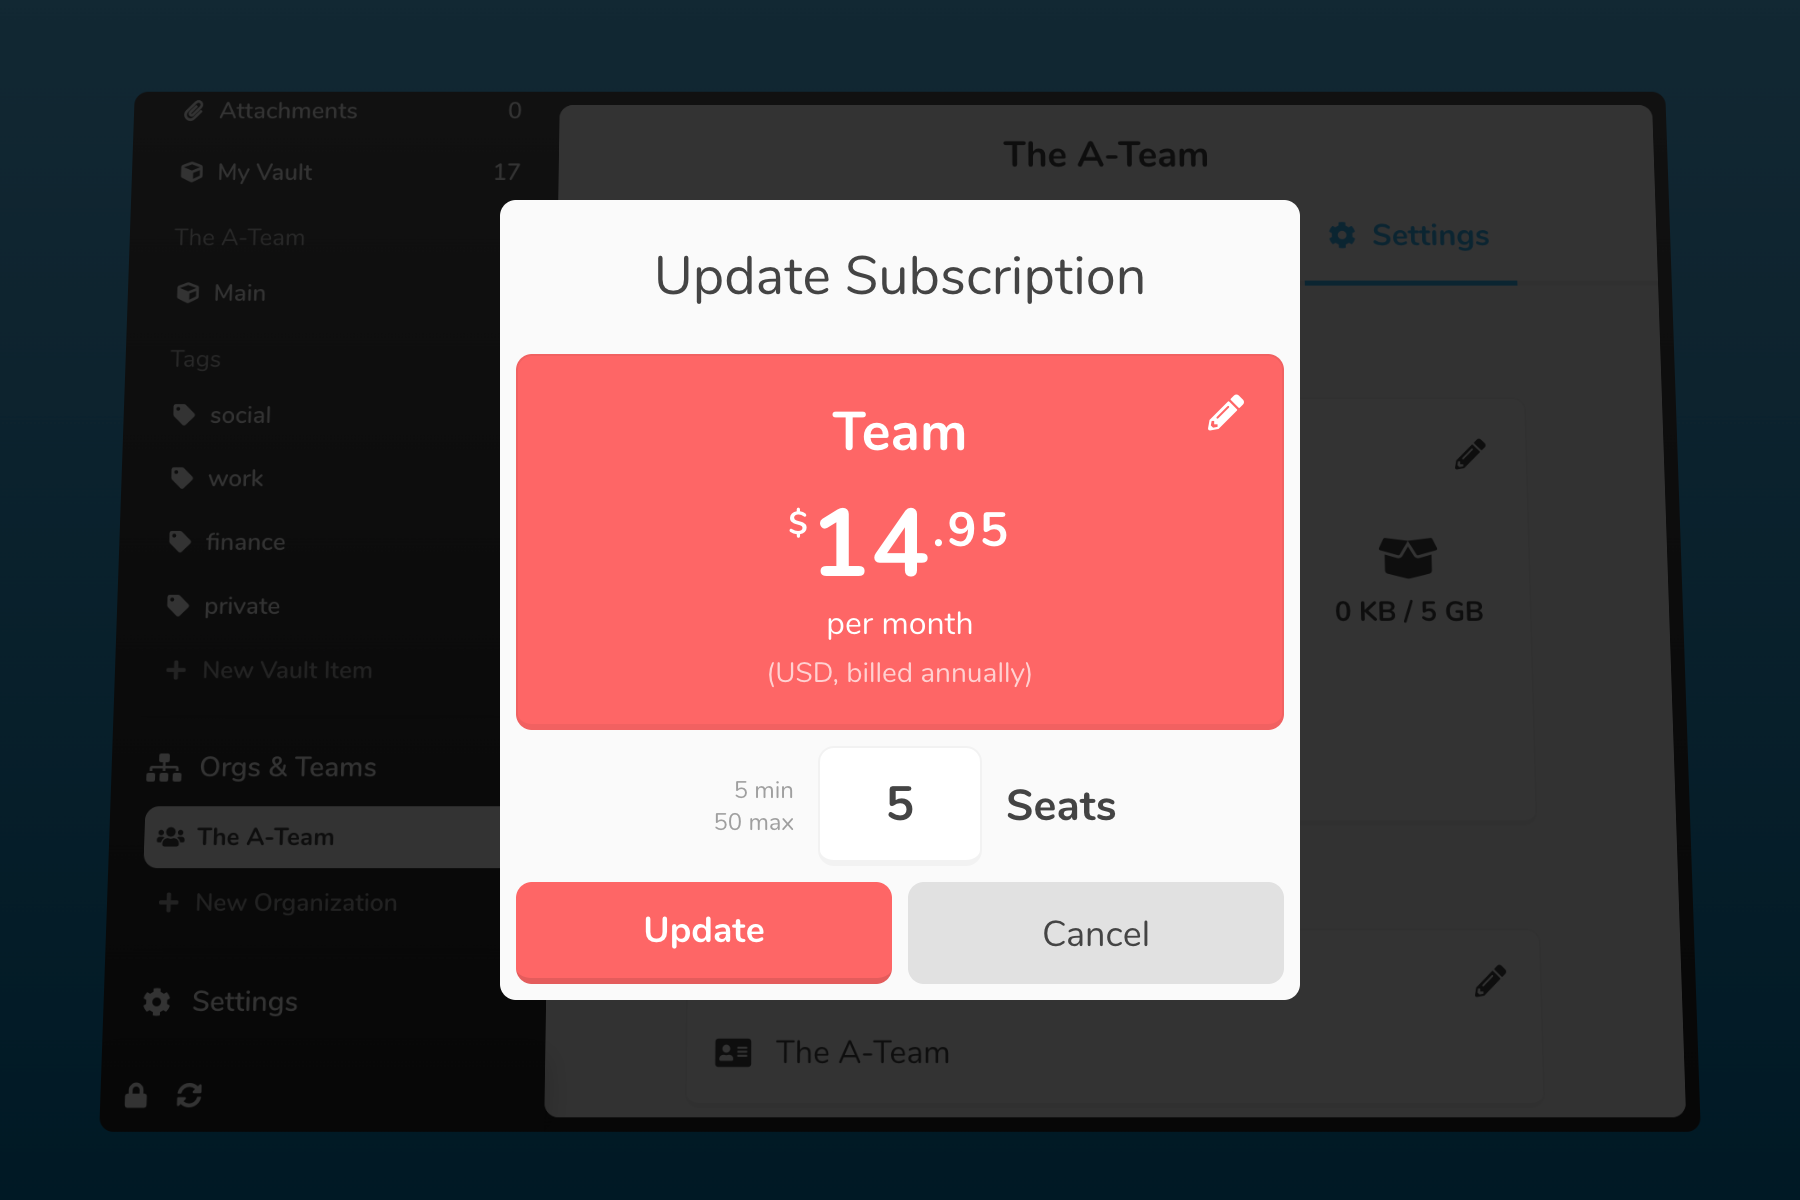 Attachments 0
My Vault 17
The A-Team
Main
Tags
social
work
finance
private
New Vault Item
Orgs & Teams
The A-Team
New Organization
Settings
The A-Team
Settings
0 KB / 5 GB
The A-Team
Update Subscription
Team
$14.95
per month
(USD, billed annually)
5 min
50 max
5
Seats
Update
Cancel